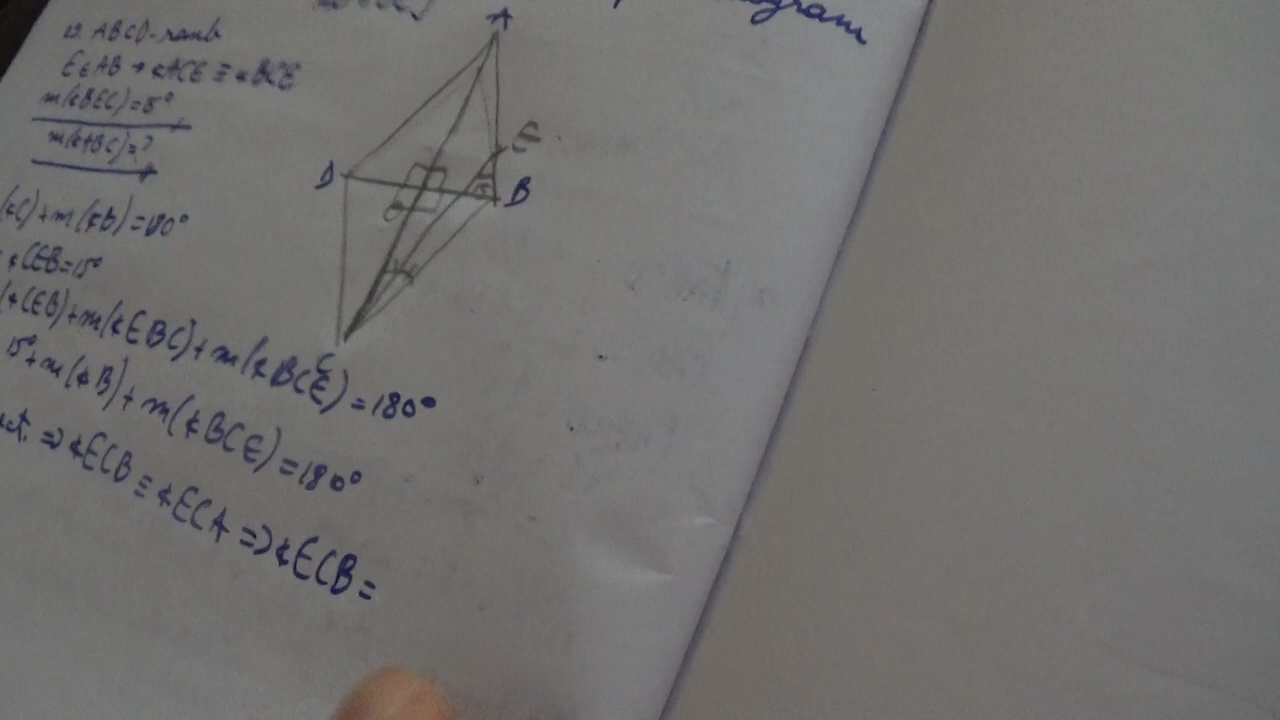 ABCD-romb
E∈AB → ∢ACE ≡ ∢BCE
m(∢BEC)=15°
m(∢ABC)=?
A
E
D
B
O
C
C)+m(∢B)=180°
∢CEB=15°
(∢CEB)+m(∢EBC)+m(∢BCE)=180°
15°+m(∢B)+m(∢BCE)=180°
=> ∢ECB ≡ ∢ECA => ∢ECB =